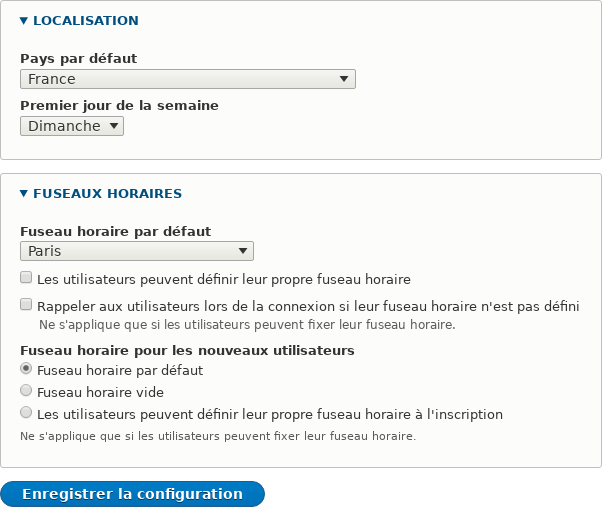 LOCALISATION
Pays par défaut
France
Premier jour de la semaine
Dimanche
FUSEAUX HORAIRES
Fuseau horaire par défaut
Paris
Les utilisateurs peuvent définir leur propre fuseau horaire
Rappeler aux utilisateurs lors de la connexion si leur fuseau horaire n'est pas défini
Ne s'applique que si les utilisateurs peuvent fixer leur fuseau horaire.
Fuseau horaire pour les nouveaux utilisateurs
Fuseau horaire par défaut
Fuseau horaire vide
Les utilisateurs peuvent définir leur propre fuseau horaire à l'inscription
Ne s'applique que si les utilisateurs peuvent fixer leur fuseau horaire.
Enregistrer la configuration